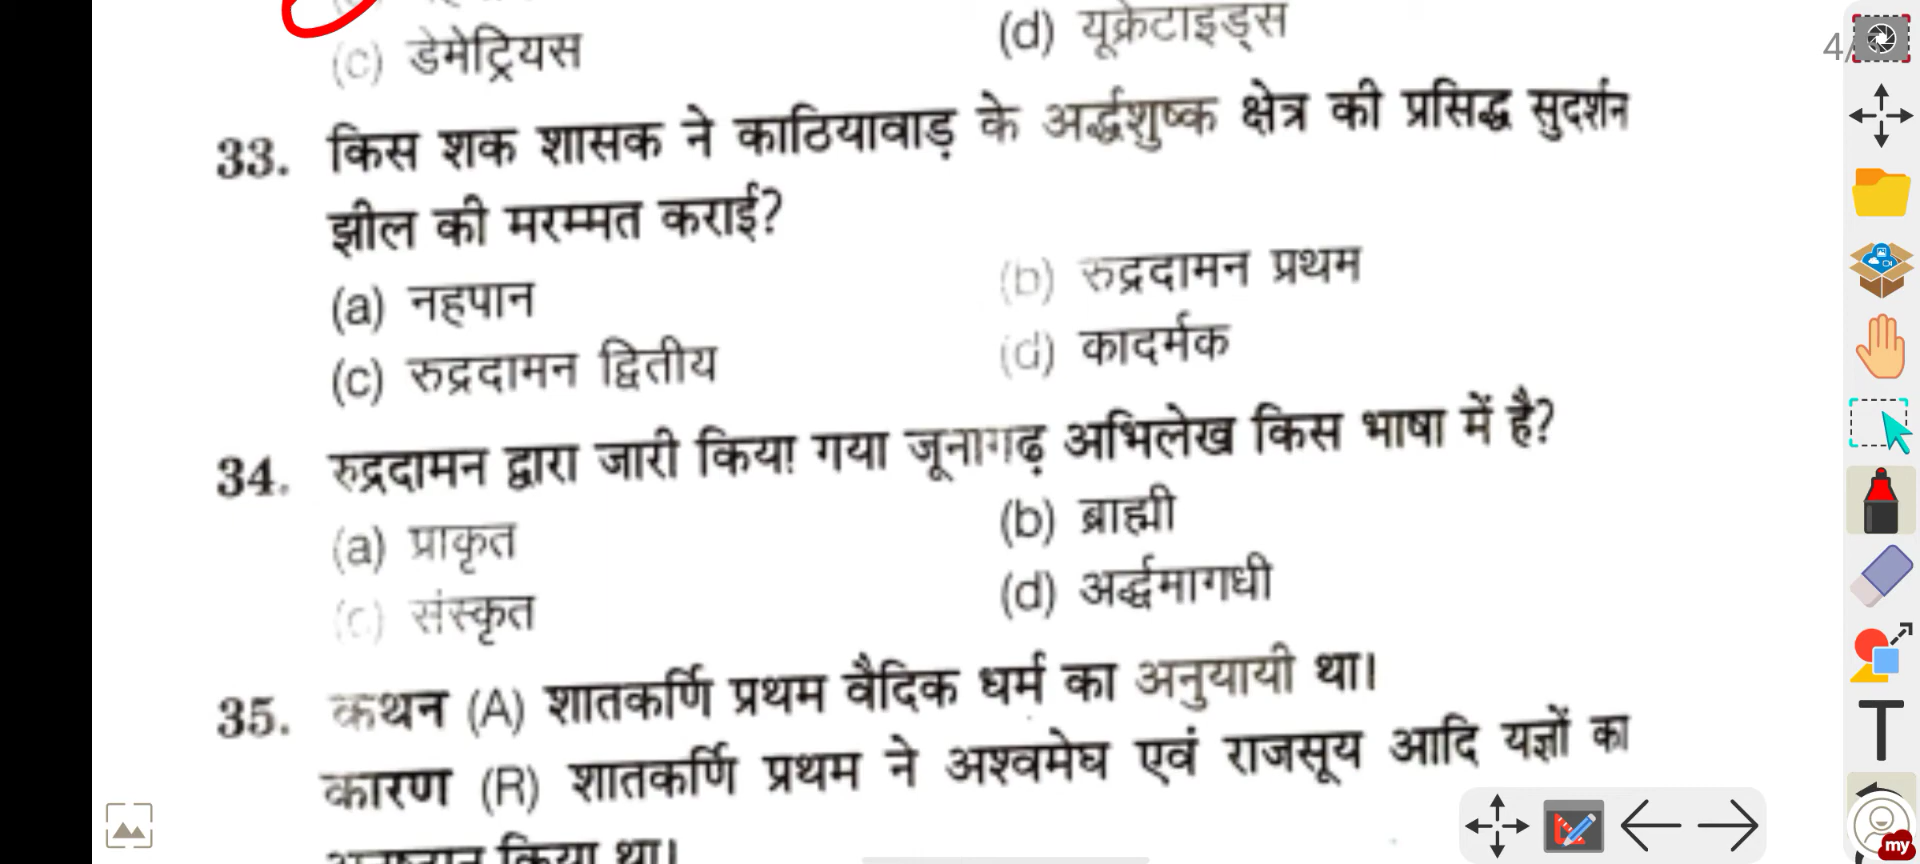 (c) डेमेट्रियस (d) यूक्रेटाइड्स
4/
33. किस शक शासक ने काठियावाड़ के अर्द्धशुष्क क्षेत्र की प्रसिद्ध सुदर्शन
झील की मरम्मत कराई?
(a) नहपान (b) रुद्रदामन प्रथम
(c) रुद्रदामन द्वितीय (d) कादर्मक
34. रुद्रदामन द्वारा जारी किया गया जूनागढ़ अभिलेख किस भाषा में है?
(a) प्राकृत (b) ब्राह्मी
(c) संस्कृत (d) अर्द्धमागधी
35. कथन (A) शातकर्णि प्रथम वैदिक धर्म का अनुयायी था।
कारण (R) शातकर्णि प्रथम ने अश्वमेघ एवं राजसूय आदि यज्ञों का
किया था।
T
my